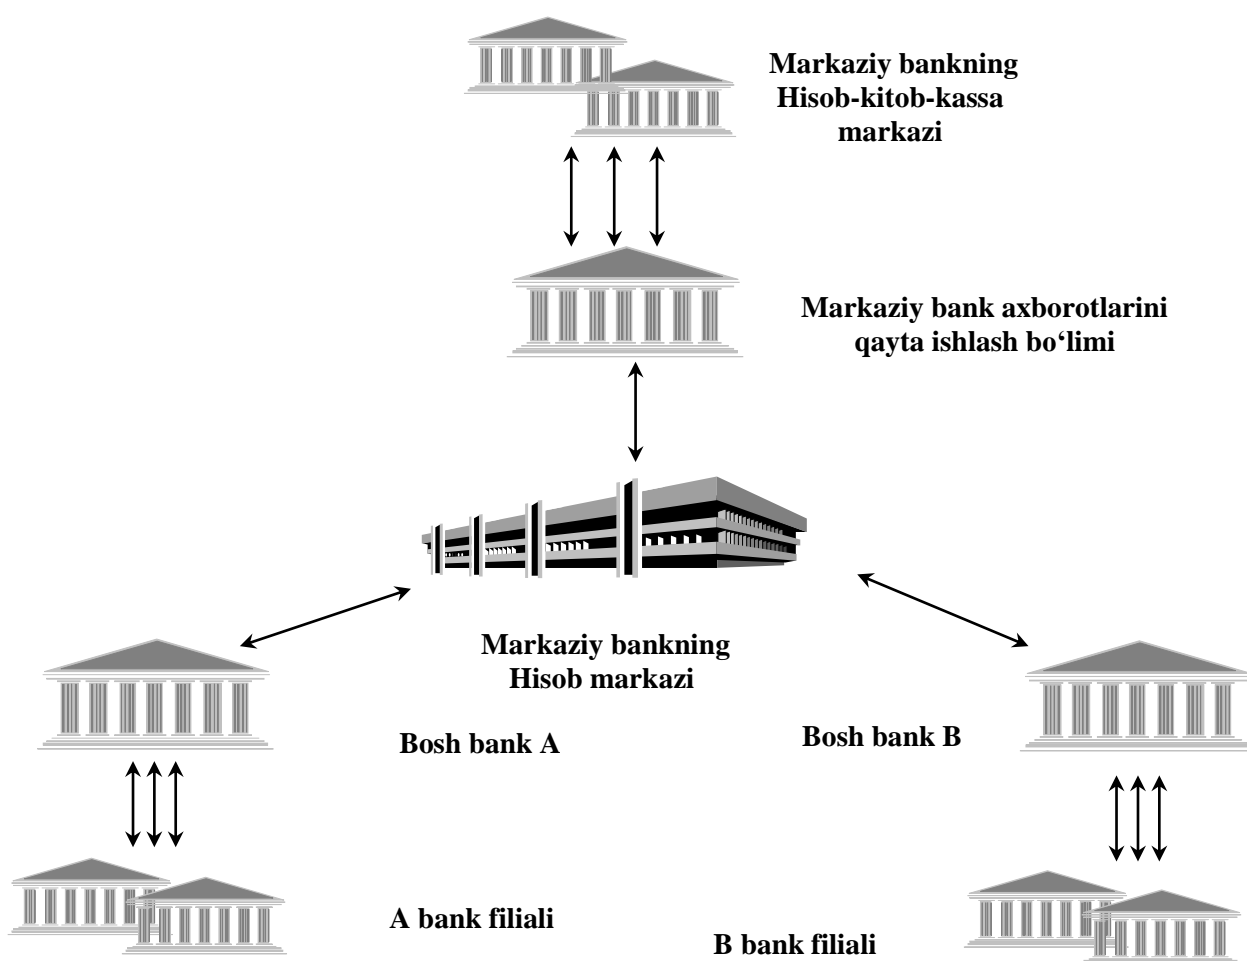 Markaziy bankning
Hisob-kitob-kassa
markazi
Markaziy bank axborotlarini
qayta ishlash bo‘limi
Markaziy bankning
Hisob markazi
Bosh bank A
Bosh bank B
A bank filiali
B bank filiali